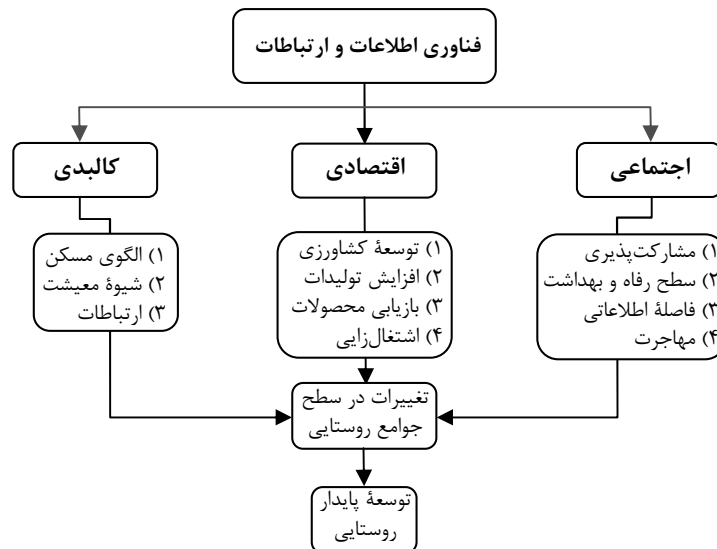 فناوری اطلاعات و ارتباطات
اجتماعی
اقتصادی
کالبدی
۱) مشارکت‌پذیری
۲) سطح رفاه و بهداشت
۳) فاصلهٔ اطلاعاتی
۴) مهاجرت
۱) توسعهٔ کشاورزی
۲) افزایش تولیدات
۳) بازیابی محصولات
۴) اشتغال‌زایی
۱) الگوی مسکن
۲) شیوهٔ معیشت
۳) ارتباطات
تغییرات در سطح
جوامع روستایی
توسعهٔ پایدار
روستایی